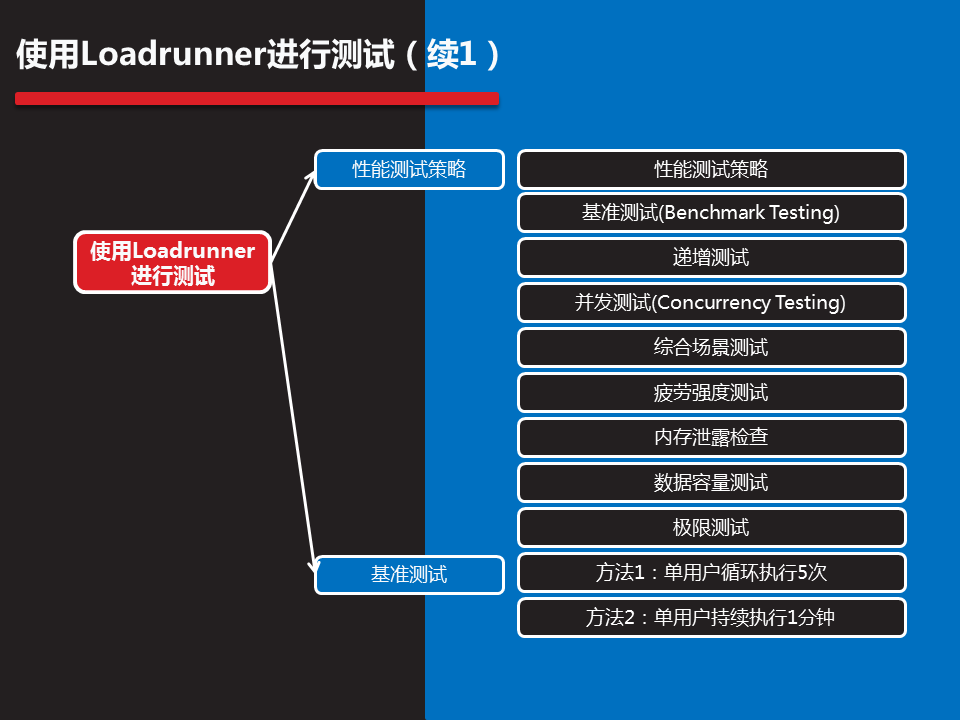 使用Loadrunner进行测试（续1）
性能测试策略
性能测试策略
基准测试(Benchmark Testing)
使用Loadrunner
进行测试
递增测试
并发测试(Concurrency Testing)
综合场景测试
疲劳强度测试
内存泄露检查
数据容量测试
极限测试
基准测试
方法1：单用户循环执行5次
方法2：单用户持续执行1分钟